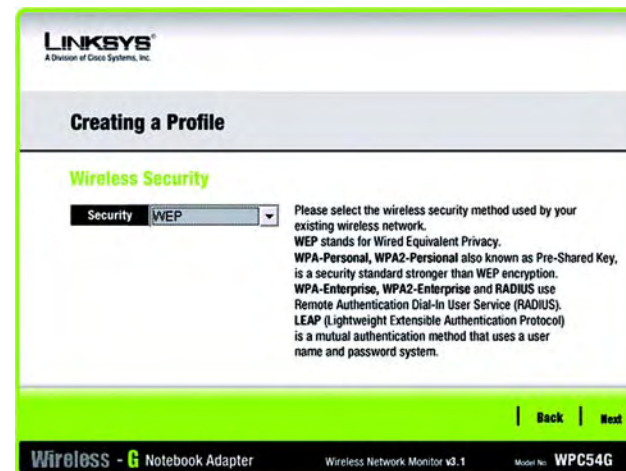 LINKSYS®
A Division of Cisco Systems, Inc.
Creating a Profile
Wireless Security
Security WEP
Please select the wireless security method used by your
existing wireless network.
WEP stands for Wired Equivalent Privacy.
WPA-Personal, WPA2-Persional also known as Pre-Shared Key,
is a security standard stronger than WEP encryption.
WPA-Enterprise, WPA2-Enterprise and RADIUS use
Remote Authentication Dial-In User Service (RADIUS).
LEAP (Lightweight Extensible Authentication Protocol)
is a mutual authentication method that uses a user
name and password system.
Back Next
Wireless - G Notebook Adapter Wireless Network Monitor v3.1 Model No. WPC54G